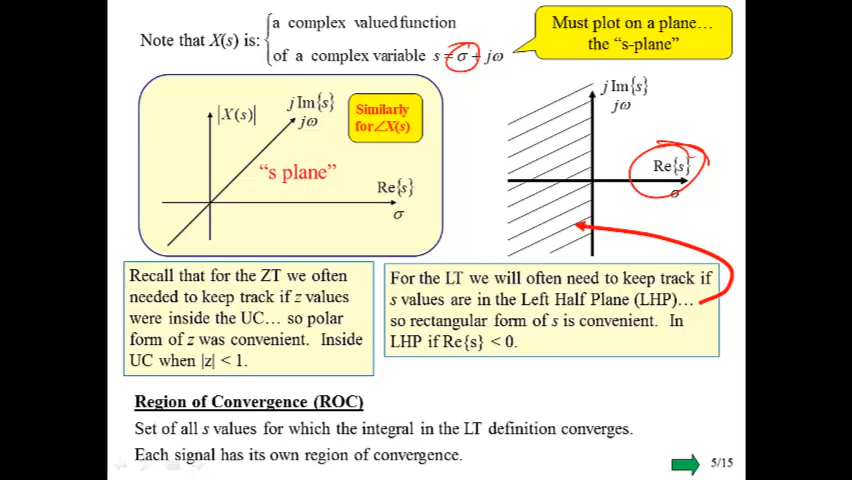 Note that X(s) is: { a complex valued function
of a complex variable s = σ + jω
Must plot on a plane…
the “s-plane”
|X(s)|
j Im{s}
jω
Similarly
for∠X(s)
“s plane”
Re{s}
σ
j Im{s}
jω
Re{s}
σ
Recall that for the ZT we often
needed to keep track if z values
were inside the UC… so polar
form of z was convenient. Inside
UC when |z| < 1.
For the LT we will often need to keep track if
s values are in the Left Half Plane (LHP)…
so rectangular form of s is convenient. In
LHP if Re{s} < 0.
Region of Convergence (ROC)
Set of all s values for which the integral in the LT definition converges.
Each signal has its own region of convergence.
5/15